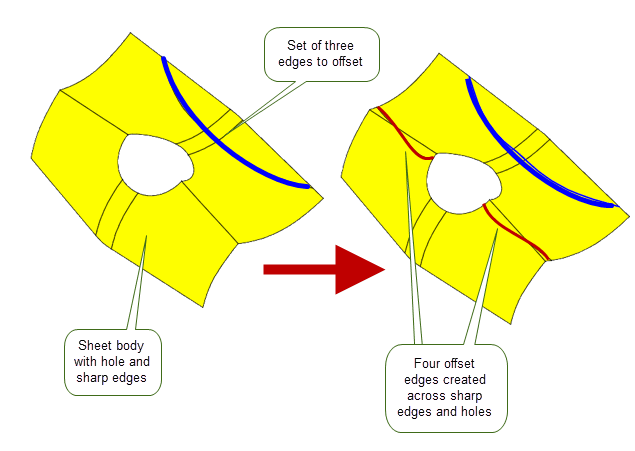 Set of three
edges to offset
Sheet body
with hole and
sharp edges
Four offset
edges created
across sharp
edges and holes